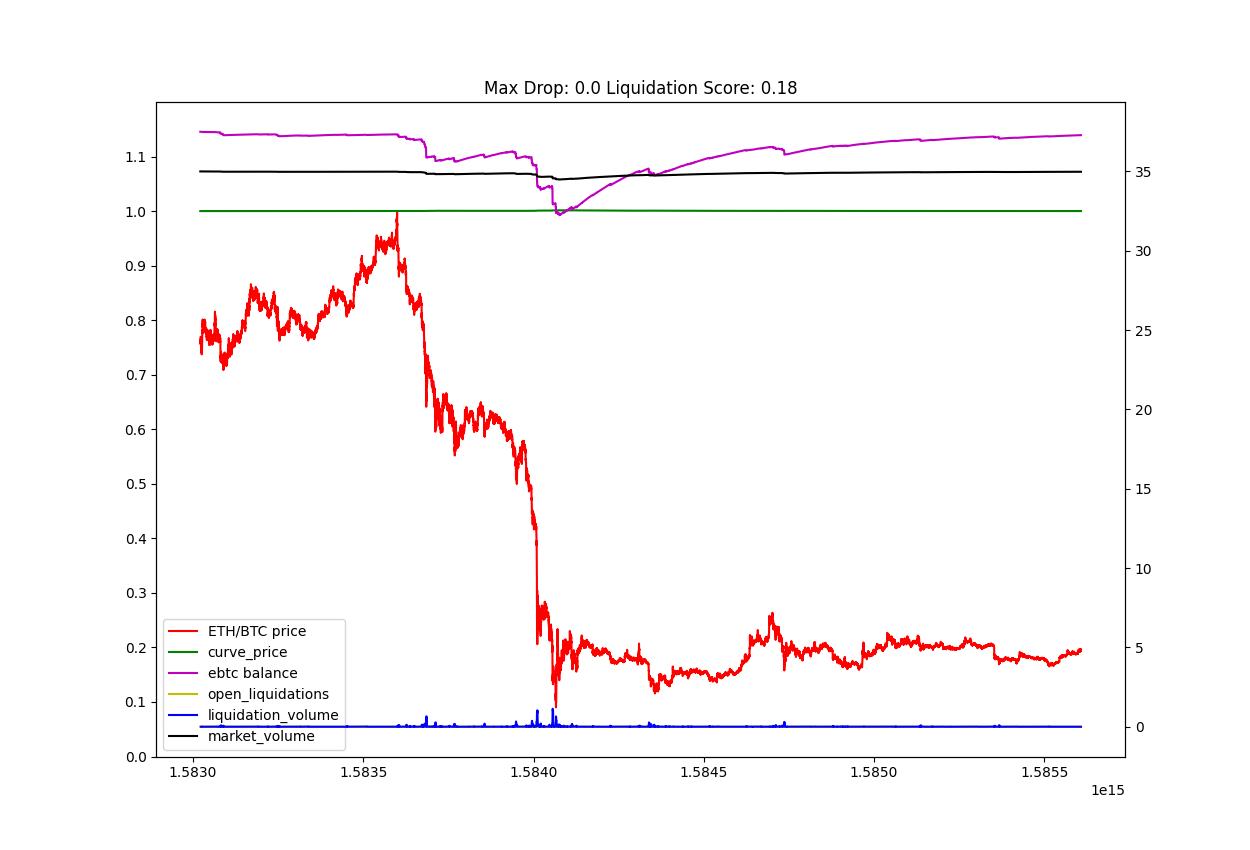 Max Drop: 0.0 Liquidation Score: 0.18
1.1
1.0
0.9
0.8
0.7
0.6
0.5
0.4
0.3
0.2
0.1
0.0
35
30
25
20
15
10
5
0
ETH/BTC price
curve_price
ebtc balance
open_liquidations
liquidation_volume
market_volume
1.5830 1.5835 1.5840 1.5845 1.5850 1.5855
1e15